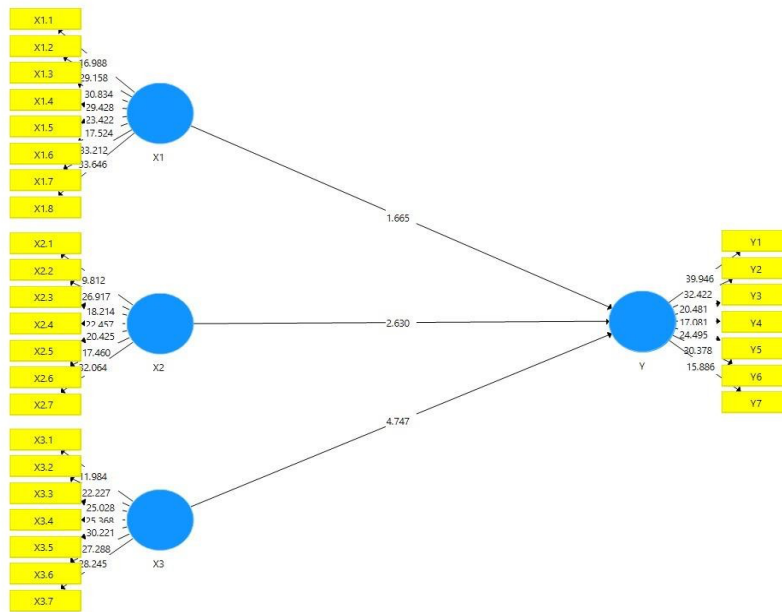 X1.1
X1.2
X1.3
X1.4
X1.5
X1.6
X1.7
X1.8
16.988
29.158
30.834
29.428
23.422
17.524
33.212
33.646
X1
1.665
X2.1
X2.2
X2.3
X2.4
X2.5
X2.6
X2.7
9.812
26.917
18.214
22.457
20.425
17.460
32.064
X2
2.630
X3.1
X3.2
X3.3
X3.4
X3.5
X3.6
X3.7
11.984
22.227
25.028
25.368
30.221
27.288
28.245
X3
4.747
Y
39.946
32.422
20.481
17.081
24.495
30.378
15.886
Y1
Y2
Y3
Y4
Y5
Y6
Y7